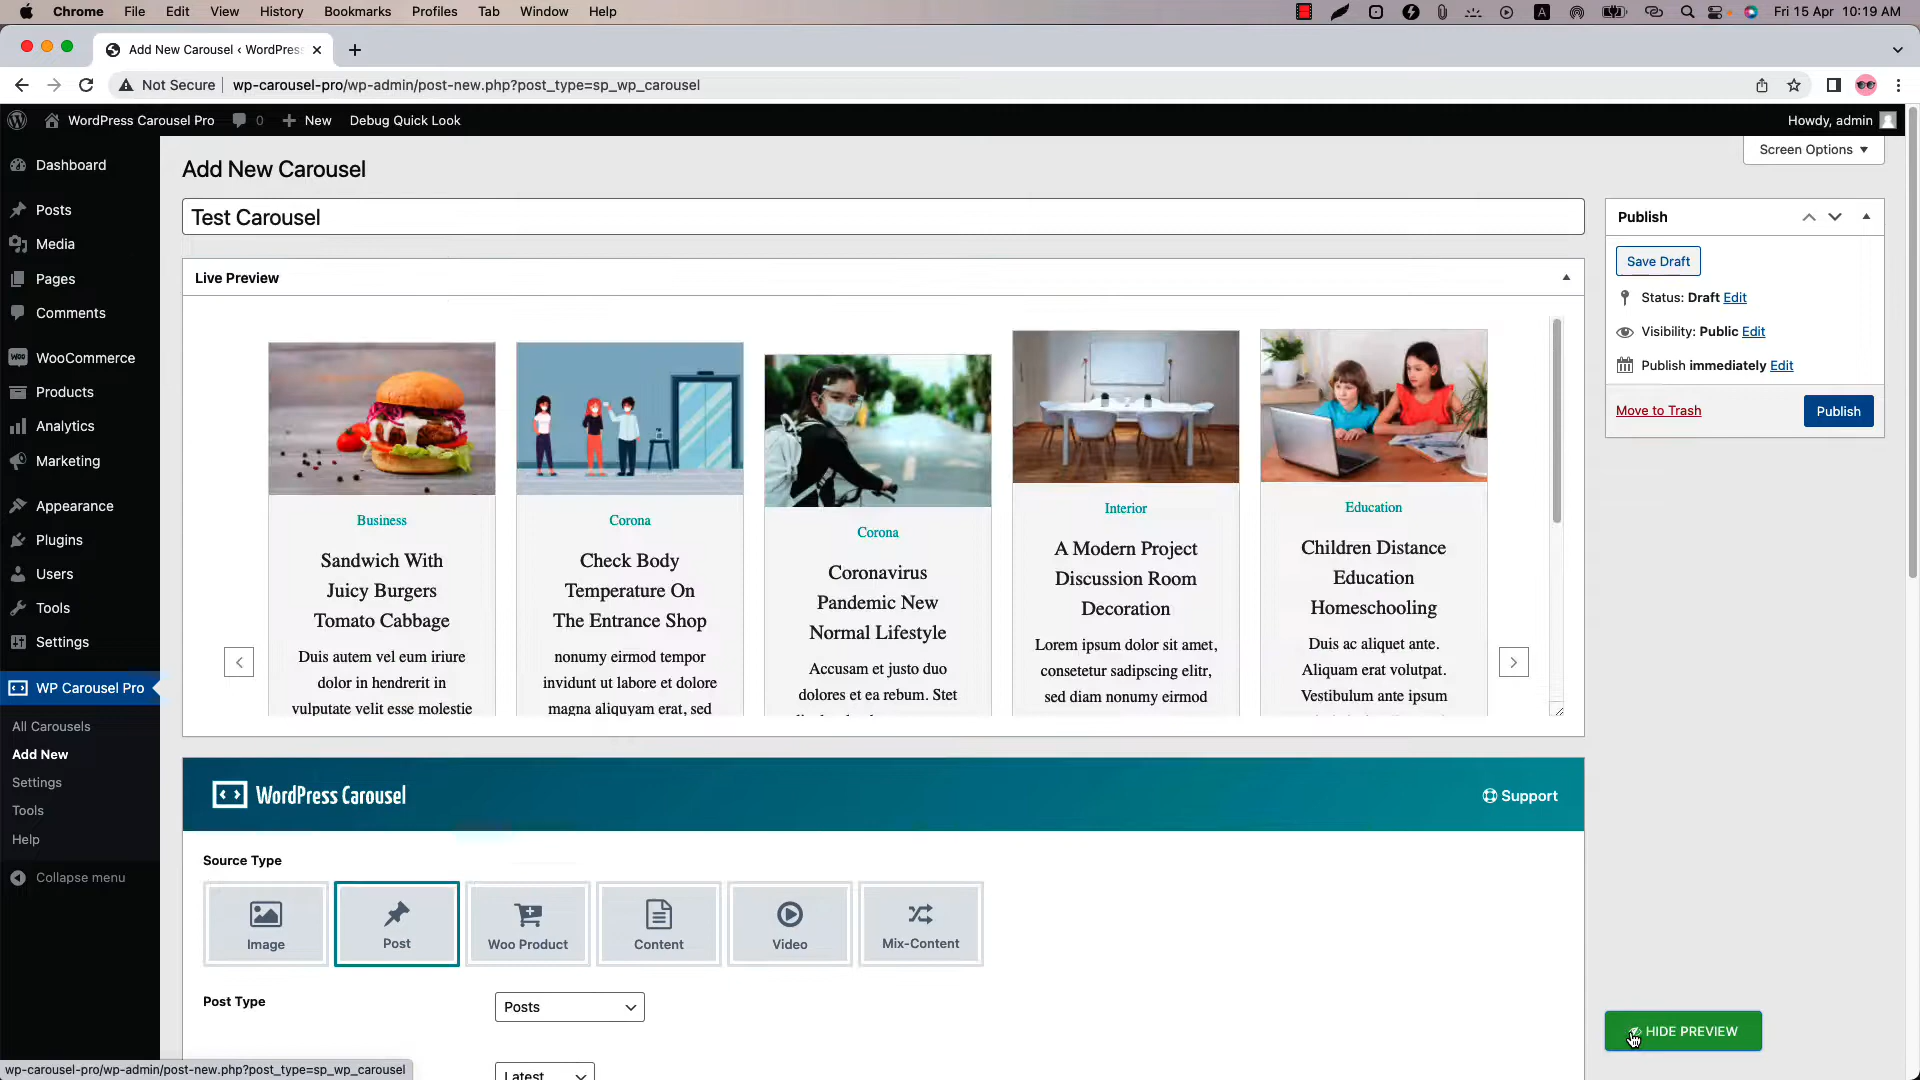 Chrome File Edit View History Bookmarks Profiles Tab Window Help
A Fri 15 Apr 10:19 AM
Add New Carousel ‹ WordPress
Not Secure wp-carousel-pro/wp-admin/post-new.php?post_type=sp_wp_carousel
WordPress Carousel Pro 0 New Debug Quick Look Howdy, admin
Screen Options
Dashboard
Posts
Media
Pages
Comments
WooCommerce
Products
Analytics
Marketing
Appearance
Plugins
Users
Tools
Settings
WP Carousel Pro
All Carousels
Add New
Settings
Tools
Help
Collapse menu
Add New Carousel
Test Carousel
Live Preview
Business
Sandwich With
Juicy Burgers
Tomato Cabbage
Duis autem vel eum iriure
dolor in hendrerit in
vulputate velit esse molestie
Corona
Check Body
Temperature On
The Entrance Shop
nonumy eirmod tempor
invidunt ut labore et dolore
magna aliquyam erat, sed
Corona
Coronavirus
Pandemic New
Normal Lifestyle
Accusam et justo duo
dolores et ea rebum. Stet
Interior
A Modern Project
Discussion Room
Decoration
Lorem ipsum dolor sit amet,
consetetur sadipscing elitr,
sed diam nonumy eirmod
Education
Children Distance
Education
Homeschooling
Duis ac aliquet ante.
Aliquam erat volutpat.
Vestibulum ante ipsum
Publish
Save Draft
Status: Draft Edit
Visibility: Public Edit
Publish immediately Edit
Move to Trash Publish
WordPress Carousel Support
Source Type
Image Post Woo Product Content Video Mix-Content
Post Type Posts
Latest
HIDE PREVIEW
wp-carousel-pro/wp-admin/post-new.php?post_type=sp_wp_carousel